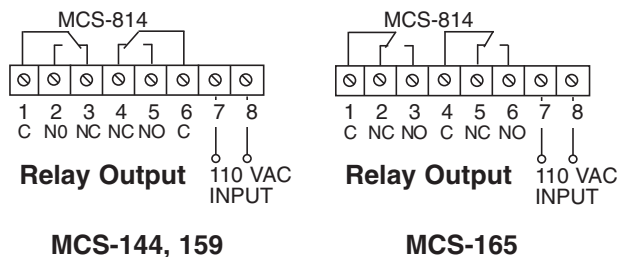 MCS-814
1 2 3 4 5 6 7 8
C N0 NC NC NO C
Relay Output
110 VAC
INPUT
MCS-144, 159
MCS-814
1 2 3 4 5 6 7 8
C NC NO C NC NO
Relay Output
110 VAC
INPUT
MCS-165